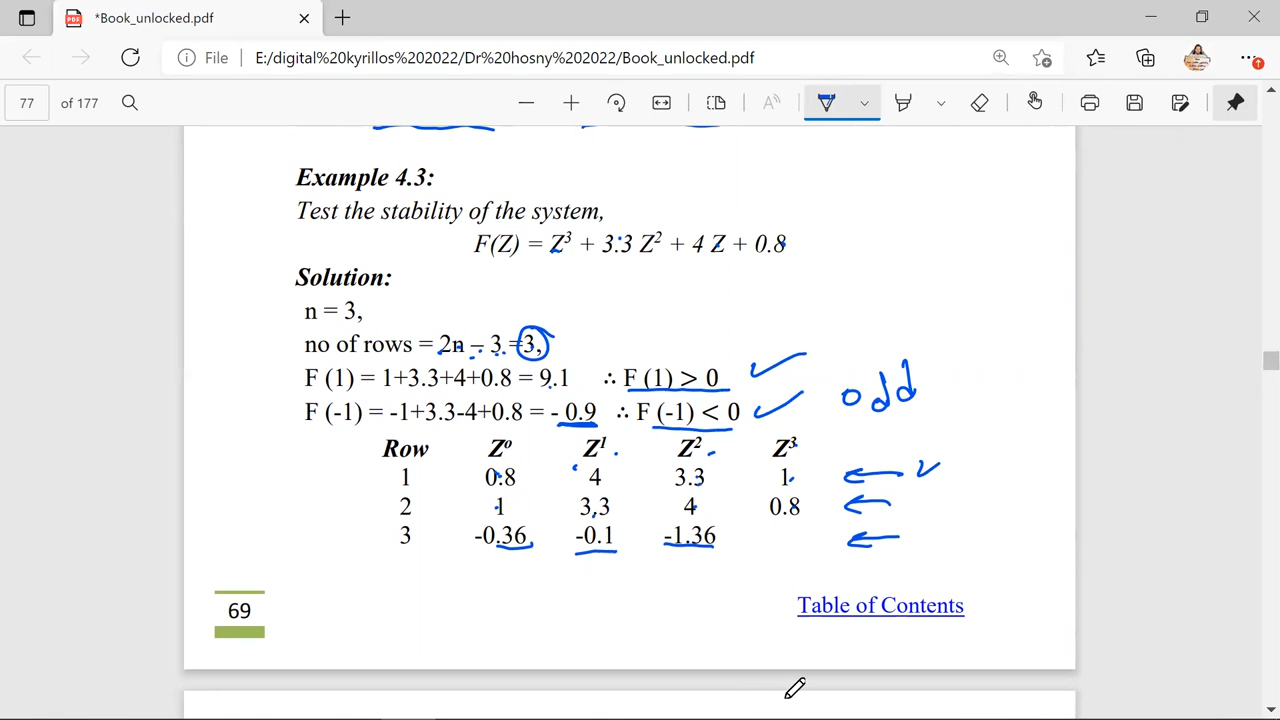 *Book_unlocked.pdf
File E:/digital%20kyrillos%202022/Dr%20hosny%202022/Book_unlocked.pdf
77 of 177
Example 4.3:
Test the stability of the system,
F(Z) = Z³ + 3.3 Z² + 4 Z + 0.8
Solution:
n = 3,
no of rows = 2n – 3 =3,
F (1) = 1+3.3+4+0.8 = 9.1 ∴ F (1) > 0
F (-1) = -1+3.3-4+0.8 = - 0.9 ∴ F (-1) < 0
odd
Row Z⁰ Z¹ Z² Z³
1 0.8 4 3.3 1
2 1 3.3 4 0.8
3 -0.36 -0.1 -1.36
69
Table of Contents